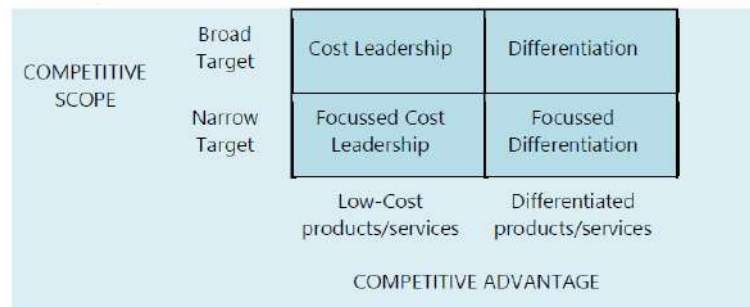 Broad
Target
Cost Leadership
Differentiation
COMPETITIVE
SCOPE
Narrow
Target
Focussed Cost
Leadership
Focussed
Differentiation
Low-Cost
products/services
Differentiated
products/services
COMPETITIVE ADVANTAGE